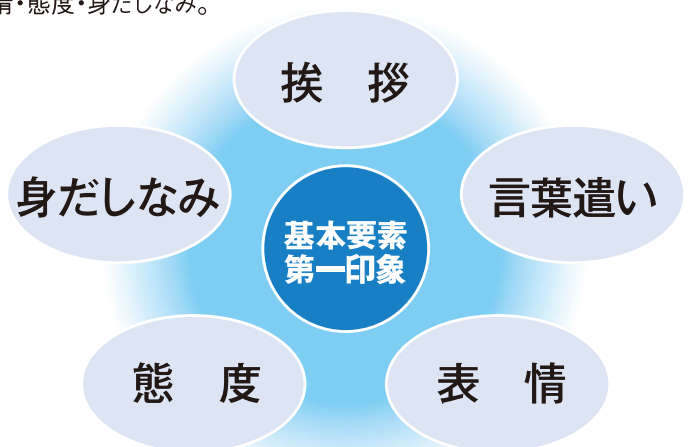 情・態度・身だしなみ。
挨　拶
身だしなみ
言葉遣い
基本要素
第一印象
態　度
表　情